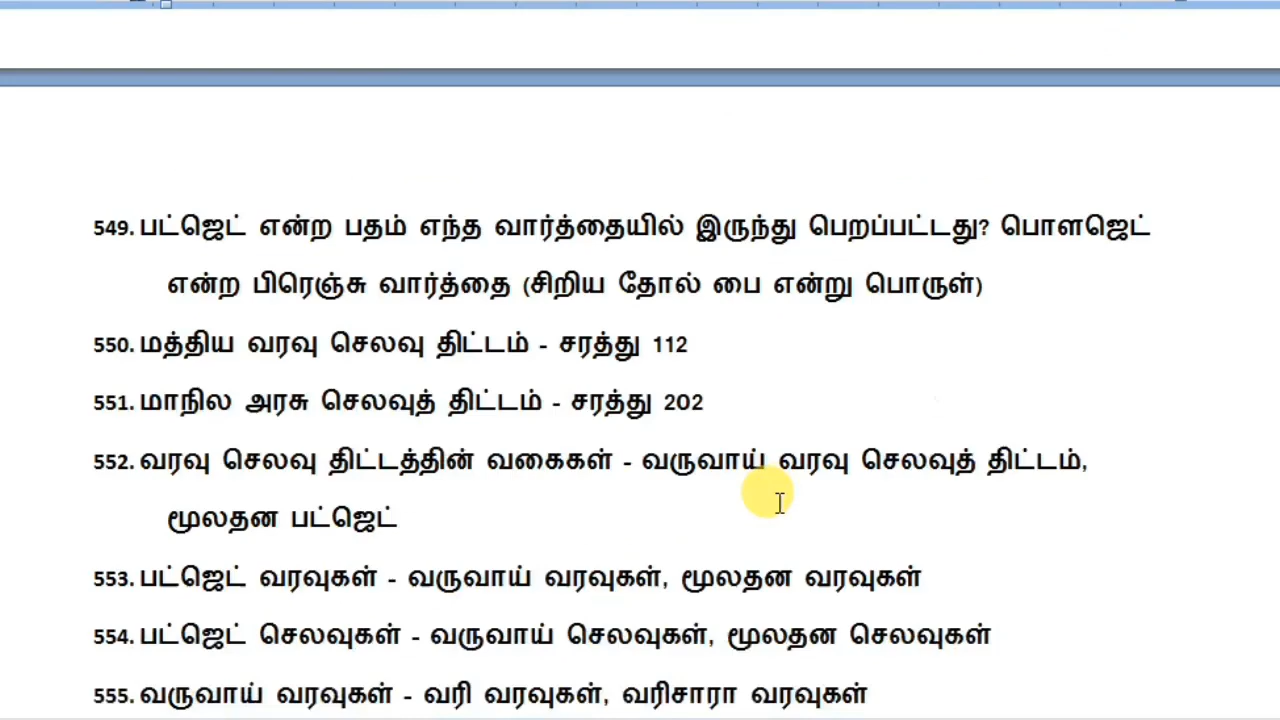 549. பட்ஜெட் என்ற பதம் எந்த வார்த்தையில் இருந்து பெறப்பட்டது? பொளஜெட்
என்ற பிரெஞ்சு வார்த்தை (சிறிய தோல் பை என்று பொருள்)
550. மத்திய வரவு செலவு திட்டம் - சரத்து 112
551. மாநில அரசு செலவுத் திட்டம் - சரத்து 202
552. வரவு செலவு திட்டத்தின் வகைகள் - வருவாய் வரவு செலவுத் திட்டம்,
மூலதன பட்ஜெட்
553. பட்ஜெட் வரவுகள் - வருவாய் வரவுகள், மூலதன வரவுகள்
554. பட்ஜெட் செலவுகள் - வருவாய் செலவுகள், மூலதன செலவுகள்
555. வருவாய் வரவுகள் - வரி வரவுகள், வரிசாரா வரவுகள்